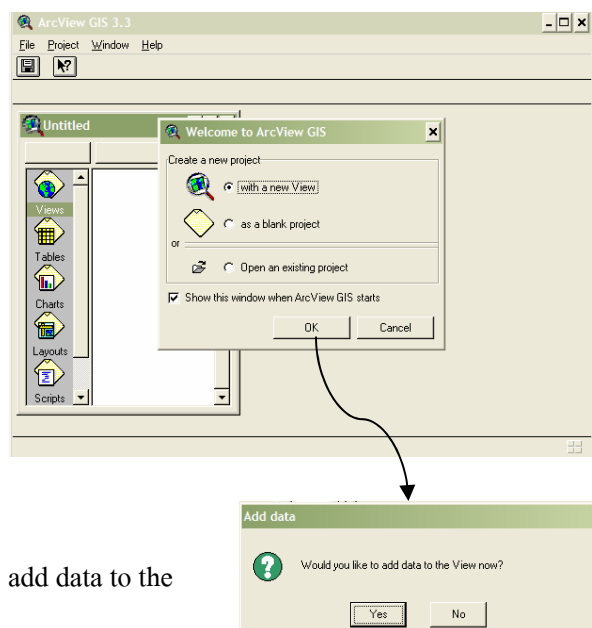 ArcView GIS 3.3
File Project Window Help
Untitled
Views
Tables
Charts
Layouts
Scripts
Welcome to ArcView GIS
Create a new project
with a new View
as a blank project
or
Open an existing project
Show this window when ArcView GIS starts
OK Cancel
Add data
Would you like to add data to the View now?
Yes No
add data to the